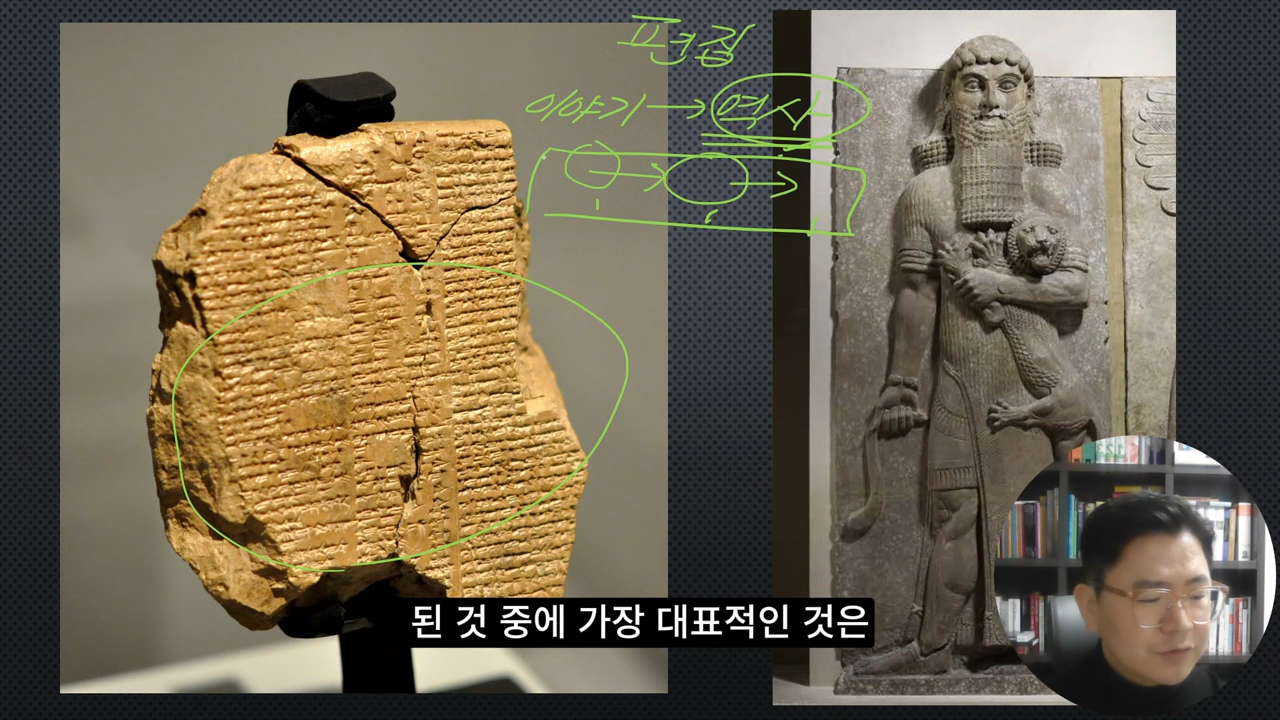 편집
이야기 → 역사
된 것 중에 가장 대표적인 것은